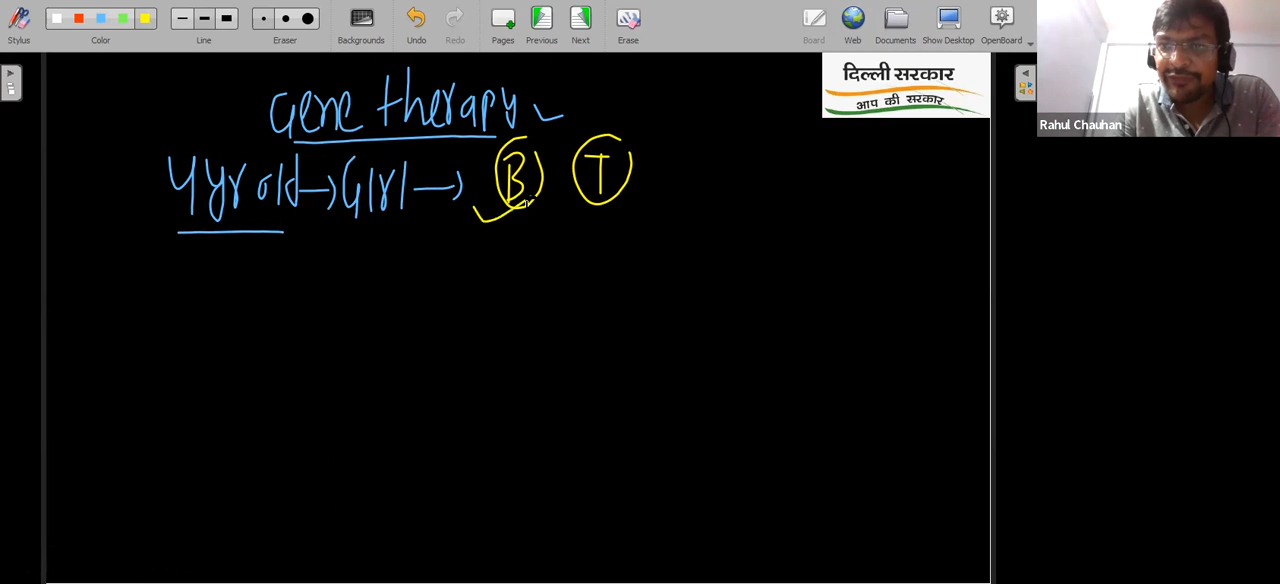 Stylus
Color
Line
Eraser
Backgrounds
Undo
Redo
Pages
Previous
Next
Erase
Board
Web
Documents
Show Desktop
OpenBoard
Rahul Chauhan
दिल्ली सरकार
आप की सरकार
Gene therapy
4yr old → Girl → B T